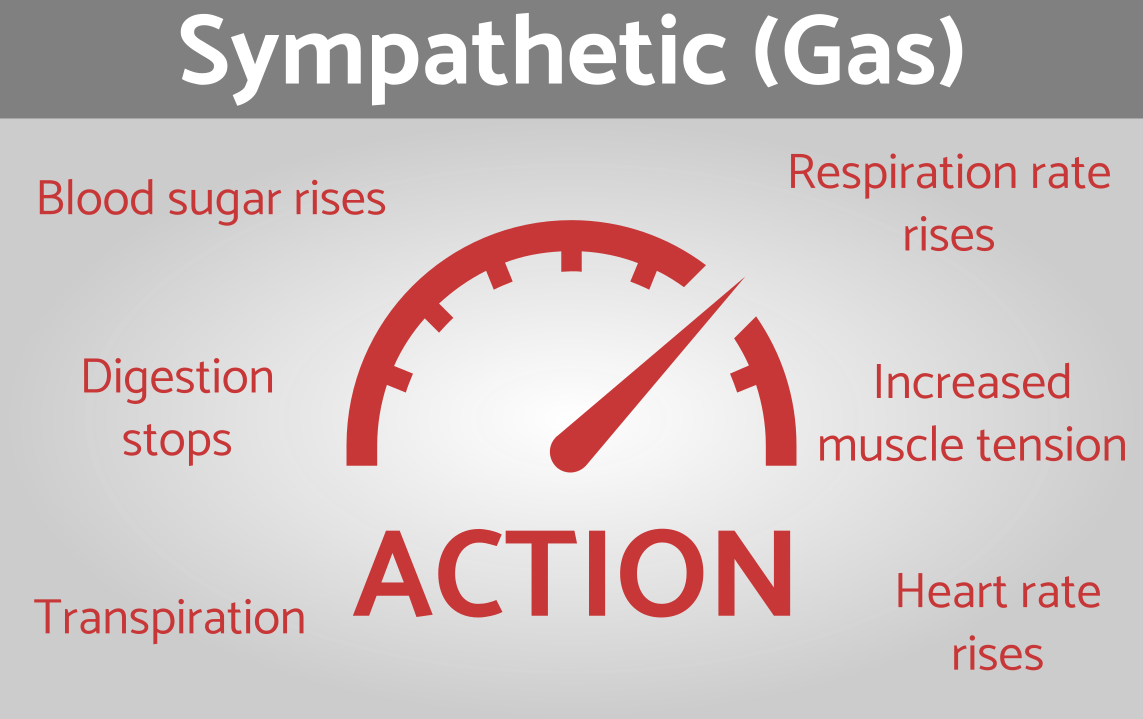 Sympathetic (Gas)
Blood sugar rises
Respiration rate
rises
Digestion
stops
Increased
muscle tension
ACTION
Transpiration
Heart rate
rises